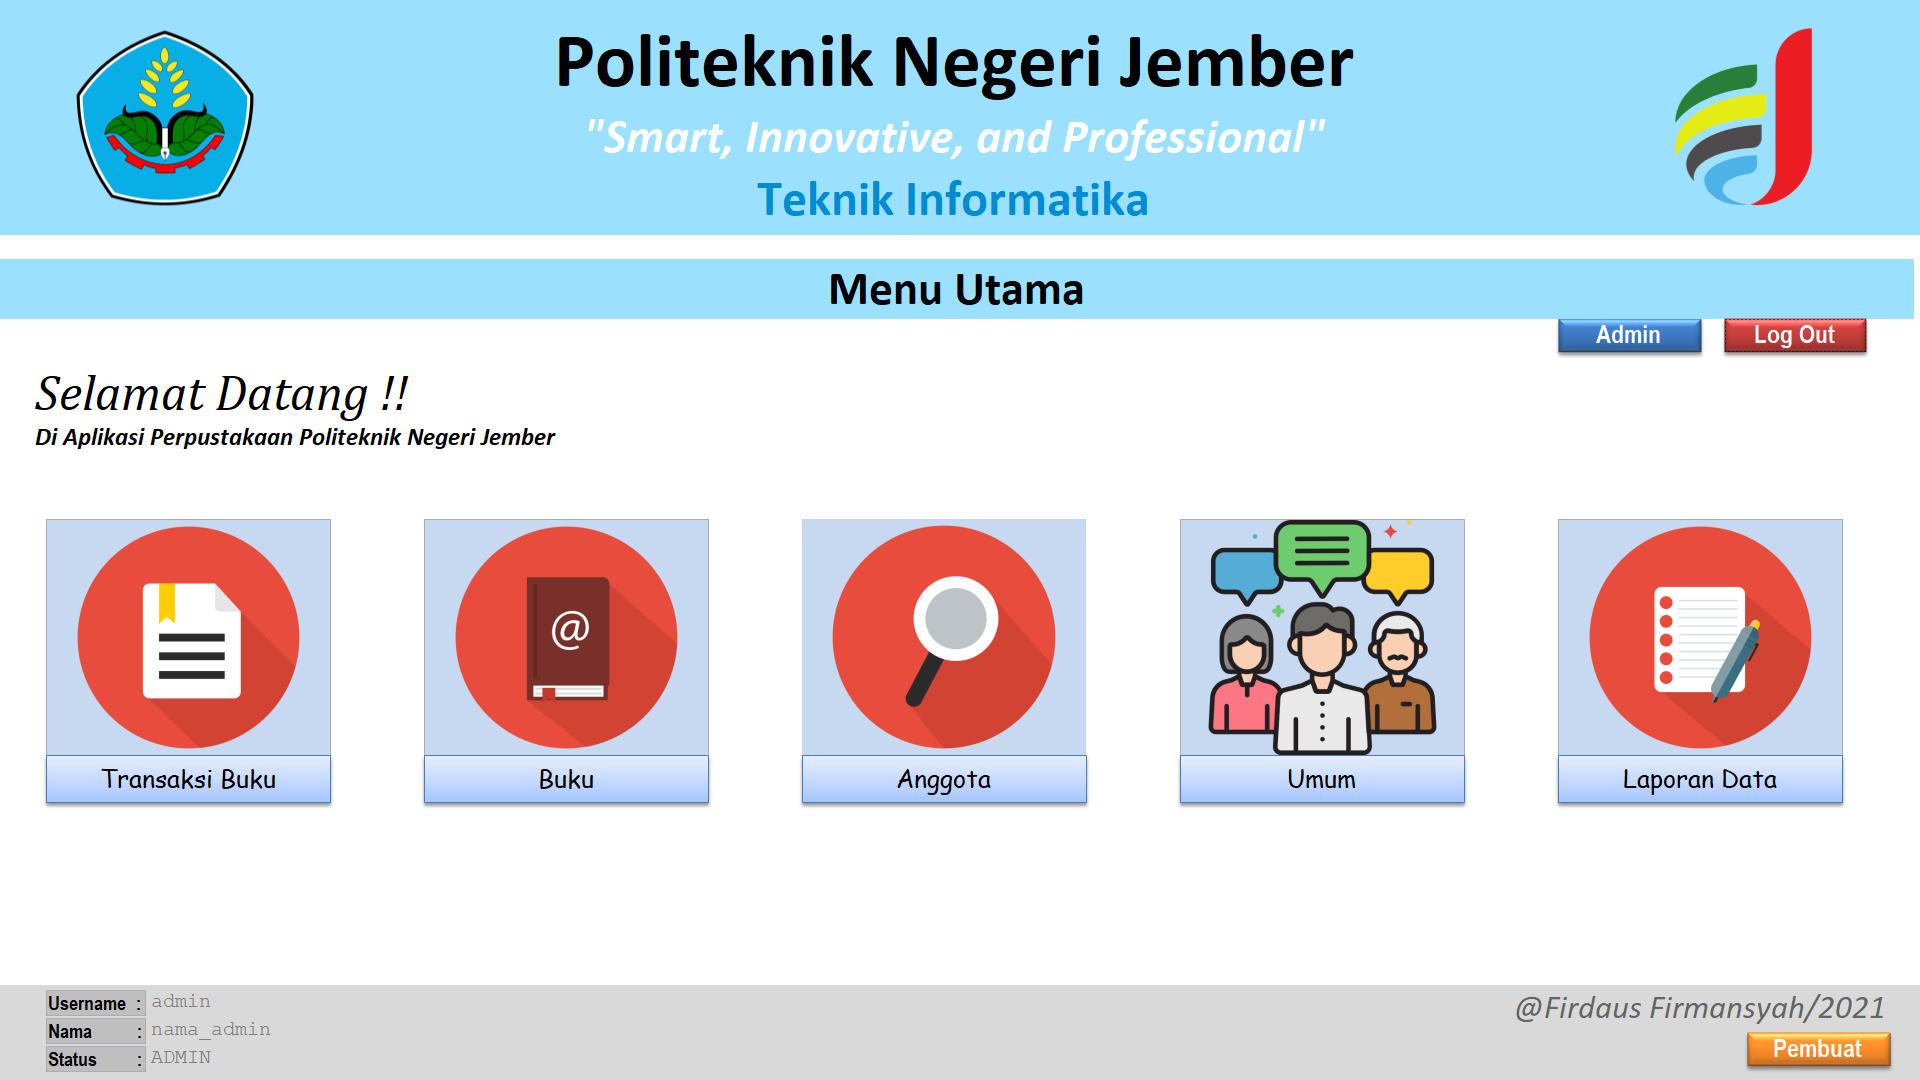 Politeknik Negeri Jember
"Smart, Innovative, and Professional"
Teknik Informatika
Menu Utama
Admin
Log Out
Selamat Datang !!
Di Aplikasi Perpustakaan Politeknik Negeri Jember
@
Transaksi Buku
Buku
Anggota
Umum
Laporan Data
Username : admin
Nama : nama_admin
Status : ADMIN
@Firdaus Firmansyah/2021
Pembuat